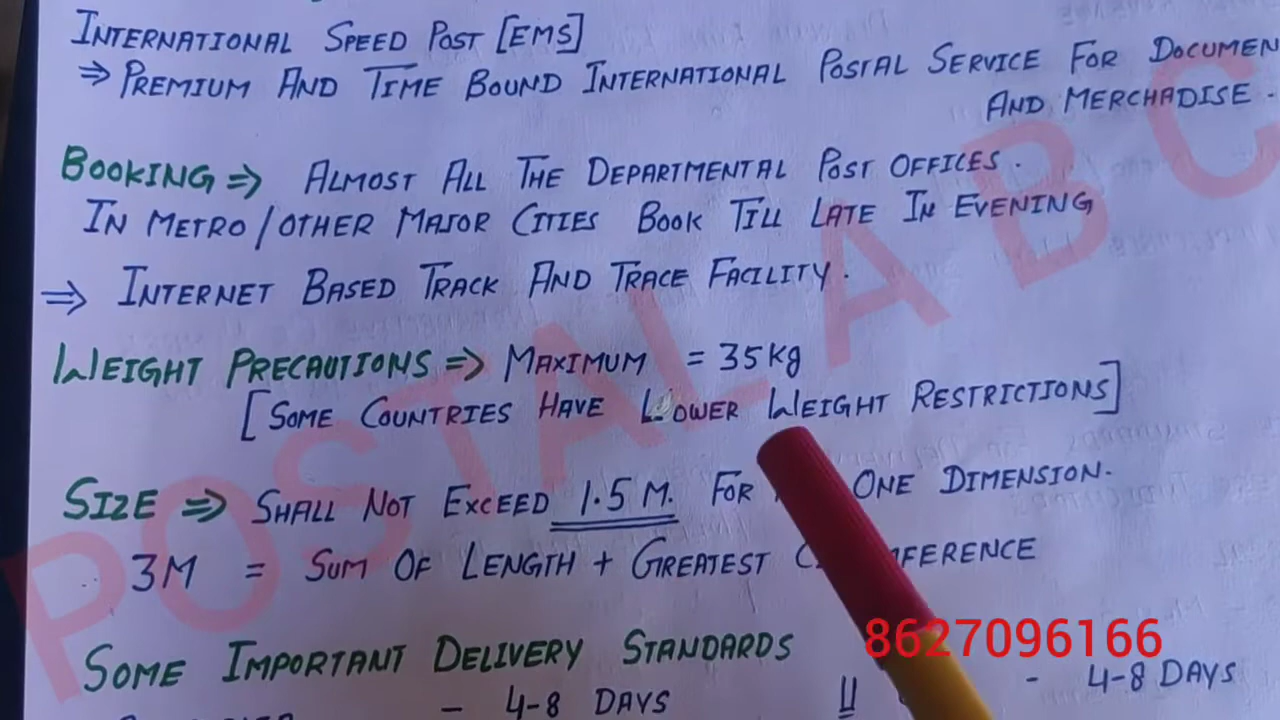 INTERNATIONAL SPEED POST [EMS]
⇒ PREMIUM AND TIME BOUND INTERNATIONAL POSTAL SERVICE FOR DOCUMEN
AND MERCHADISE.
BOOKING ⇒ ALMOST ALL THE DEPARTMENTAL POST OFFICES.
IN METRO/OTHER MAJOR CITIES BOOK TILL LATE IN EVENING
⇒ INTERNET BASED TRACK AND TRACE FACILITY.
WEIGHT PRECAUTIONS ⇒ MAXIMUM = 35 Kg
[SOME COUNTRIES HAVE LOWER WEIGHT RESTRICTIONS]
SIZE ⇒ SHALL NOT EXCEED 1.5 M. FOR ONE DIMENSION.
3M = SUM OF LENGTH + GREATEST
SOME IMPORTANT DELIVERY STANDARDS
- 4-8 DAYS - 4-8 DAYS
8627096166
POSTAL ABC